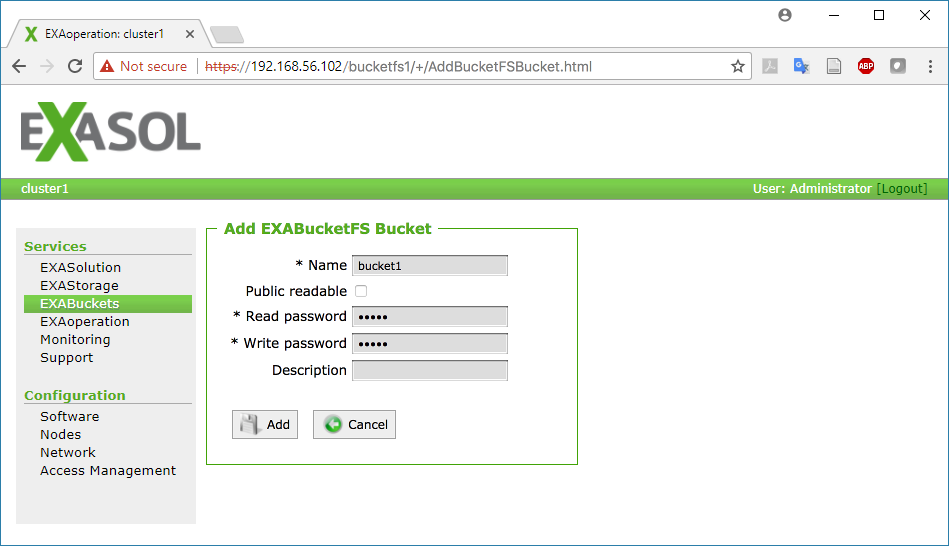 EXAoperation: cluster1
Not secure https://192.168.56.102/bucketfs1/+/AddBucketFSBucket.html
ABP
EXASOL
cluster1 User: Administrator [Logout]
Services
EXASolution
EXAStorage
EXABuckets
EXAoperation
Monitoring
Support
Configuration
Software
Nodes
Network
Access Management
Add EXABucketFS Bucket
* Name bucket1
Public readable
* Read password •••••
* Write password •••••
Description
Add Cancel